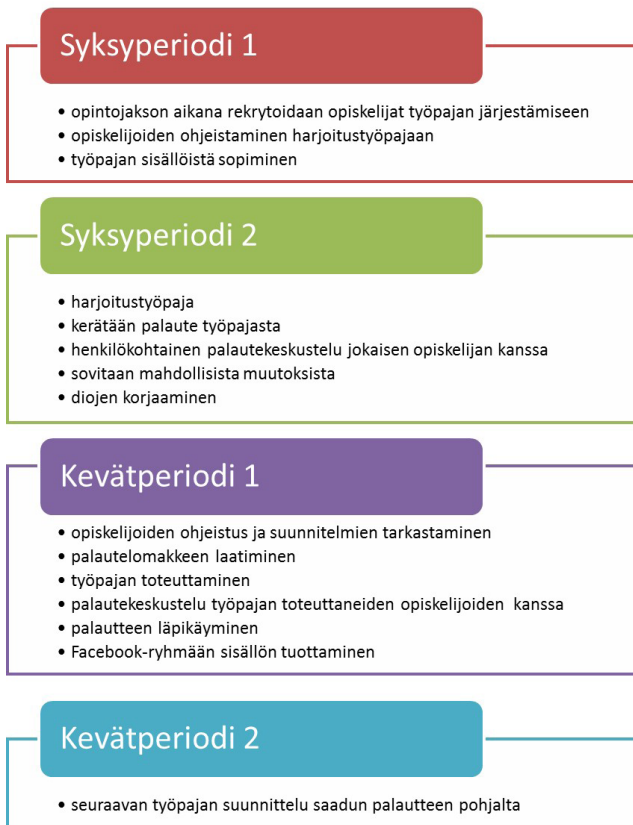 Syksyperiodi 1
• opintojakson aikana rekrytoidaan opiskelijat työpajan järjestämiseen
• opiskelijoiden ohjeistaminen harjoitustyöpajaan
• työpajan sisällöistä sopiminen
Syksyperiodi 2
• harjoitustyöpaja
• kerätään palaute työpajasta
• henkilökohtainen palautekeskustelu jokaisen opiskelijan kanssa
• sovitaan mahdollisista muutoksista
• diojen korjaaminen
Kevätperiodi 1
• opiskelijoiden ohjeistus ja suunnitelmien tarkastaminen
• palautelomakkeen laatiminen
• työpajan toteuttaminen
• palautekeskustelu työpajan toteuttaneiden opiskelijoiden kanssa
• palautteen läpikäyminen
• Facebook-ryhmään sisällön tuottaminen
Kevätperiodi 2
• seuraavan työpajan suunnittelu saadun palautteen pohjalta